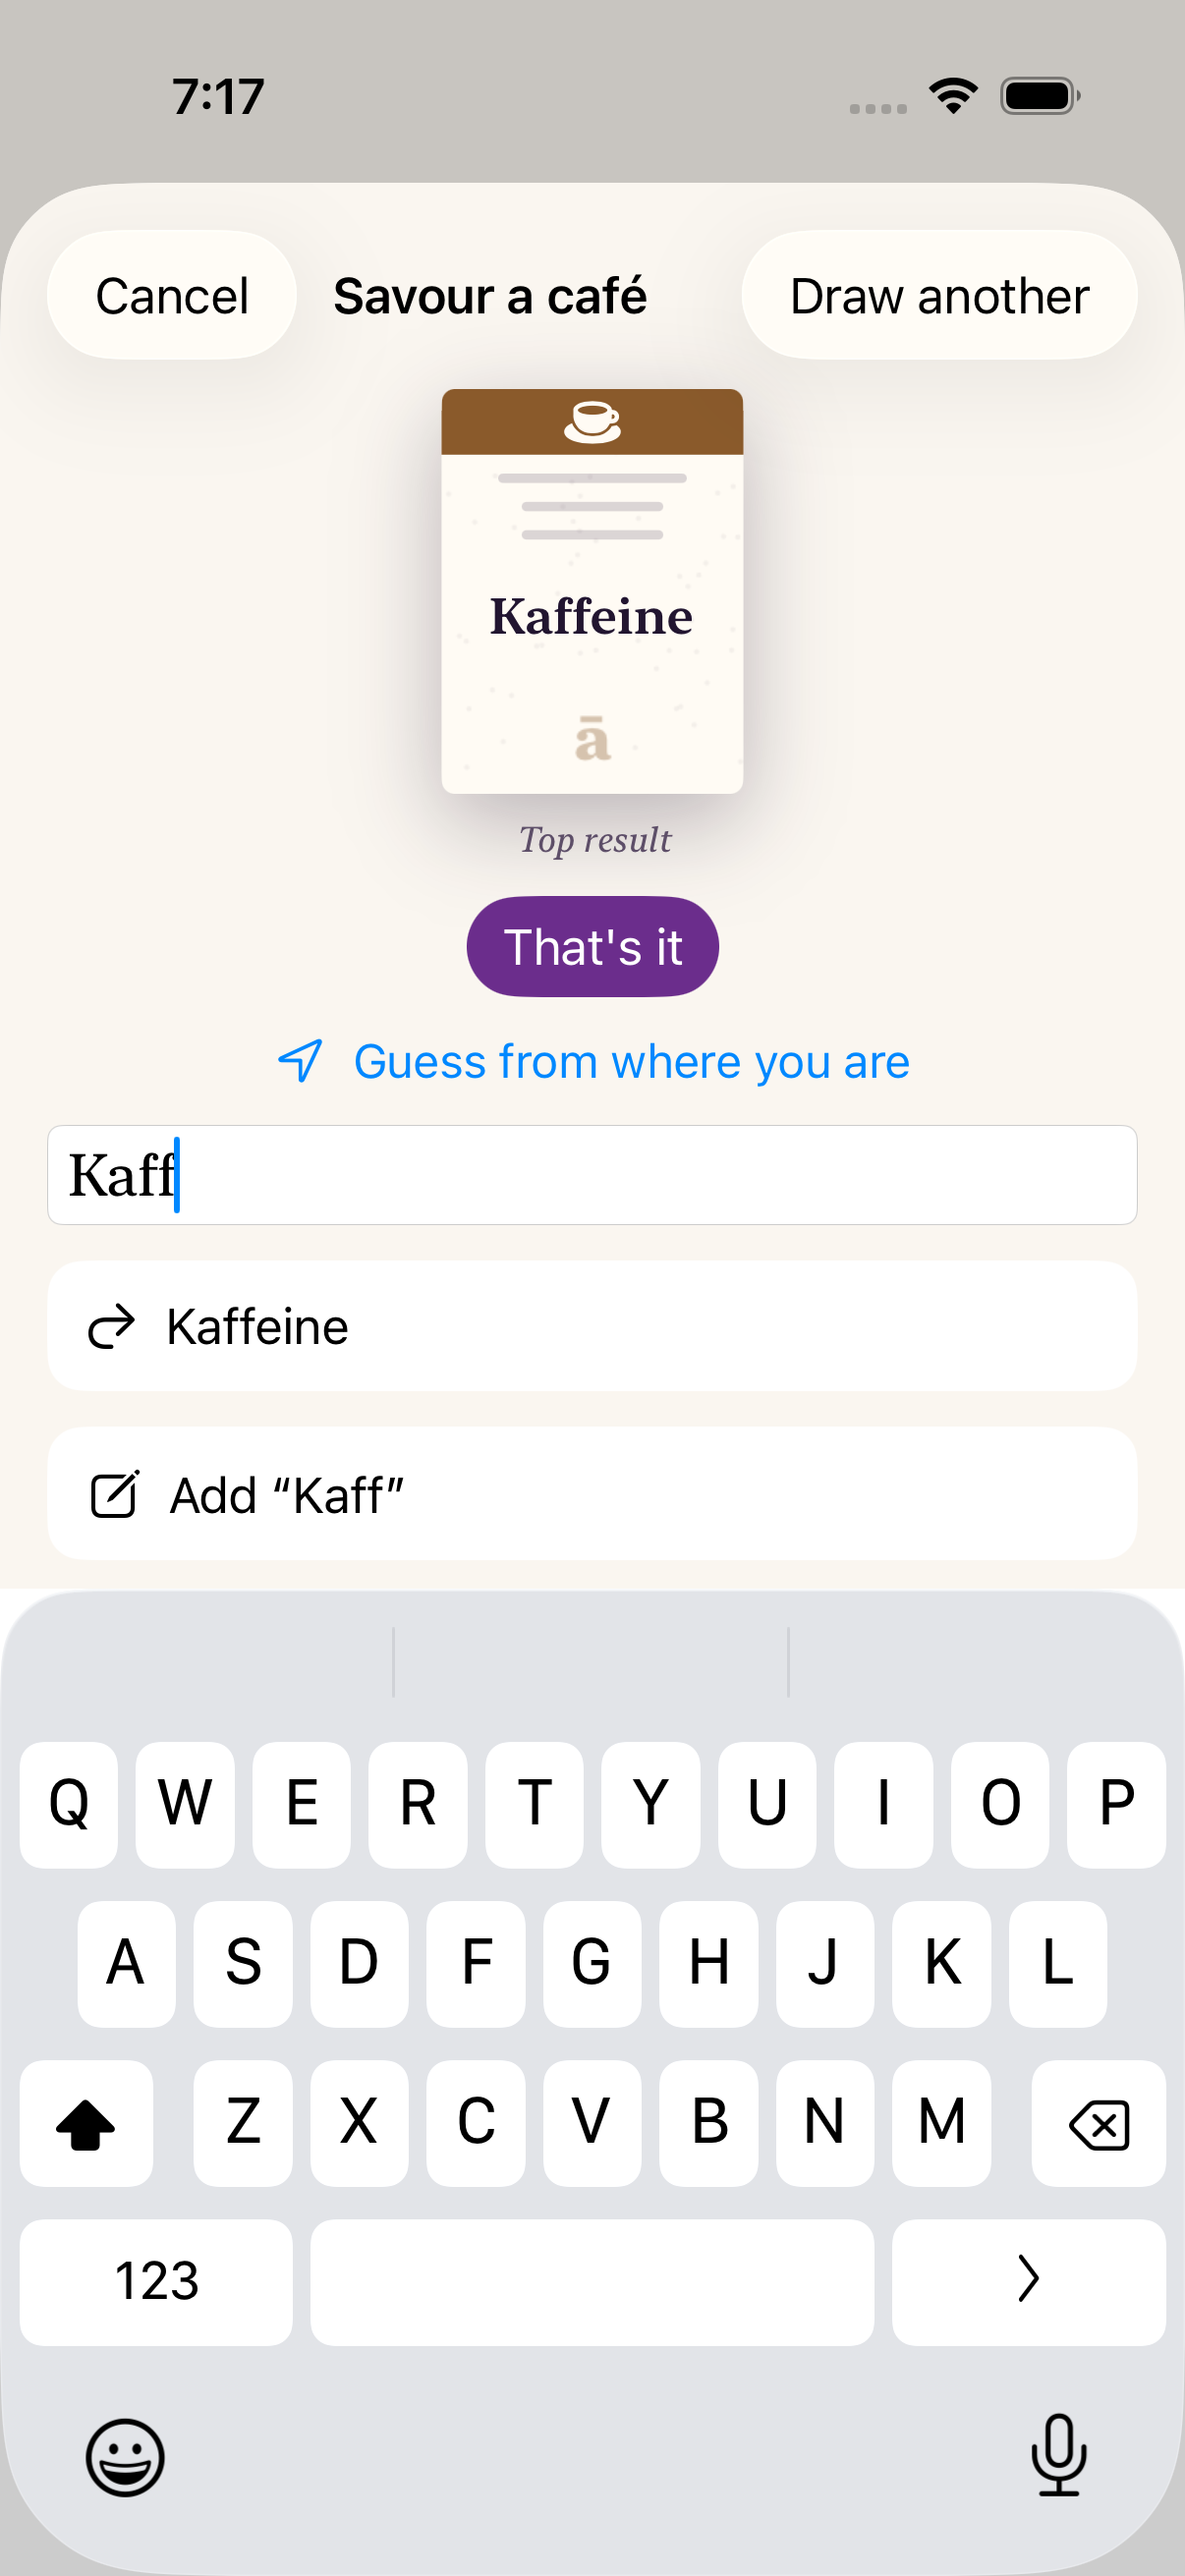 7:17
Cancel
Savour a café
Draw another
Kaffeine
ā
Top result
That's it
Guess from where you are
Kaff
Kaffeine
Add “Kaff”
Q W E R T Y U I O P
A S D F G H J K L
Z X C V B N M
123